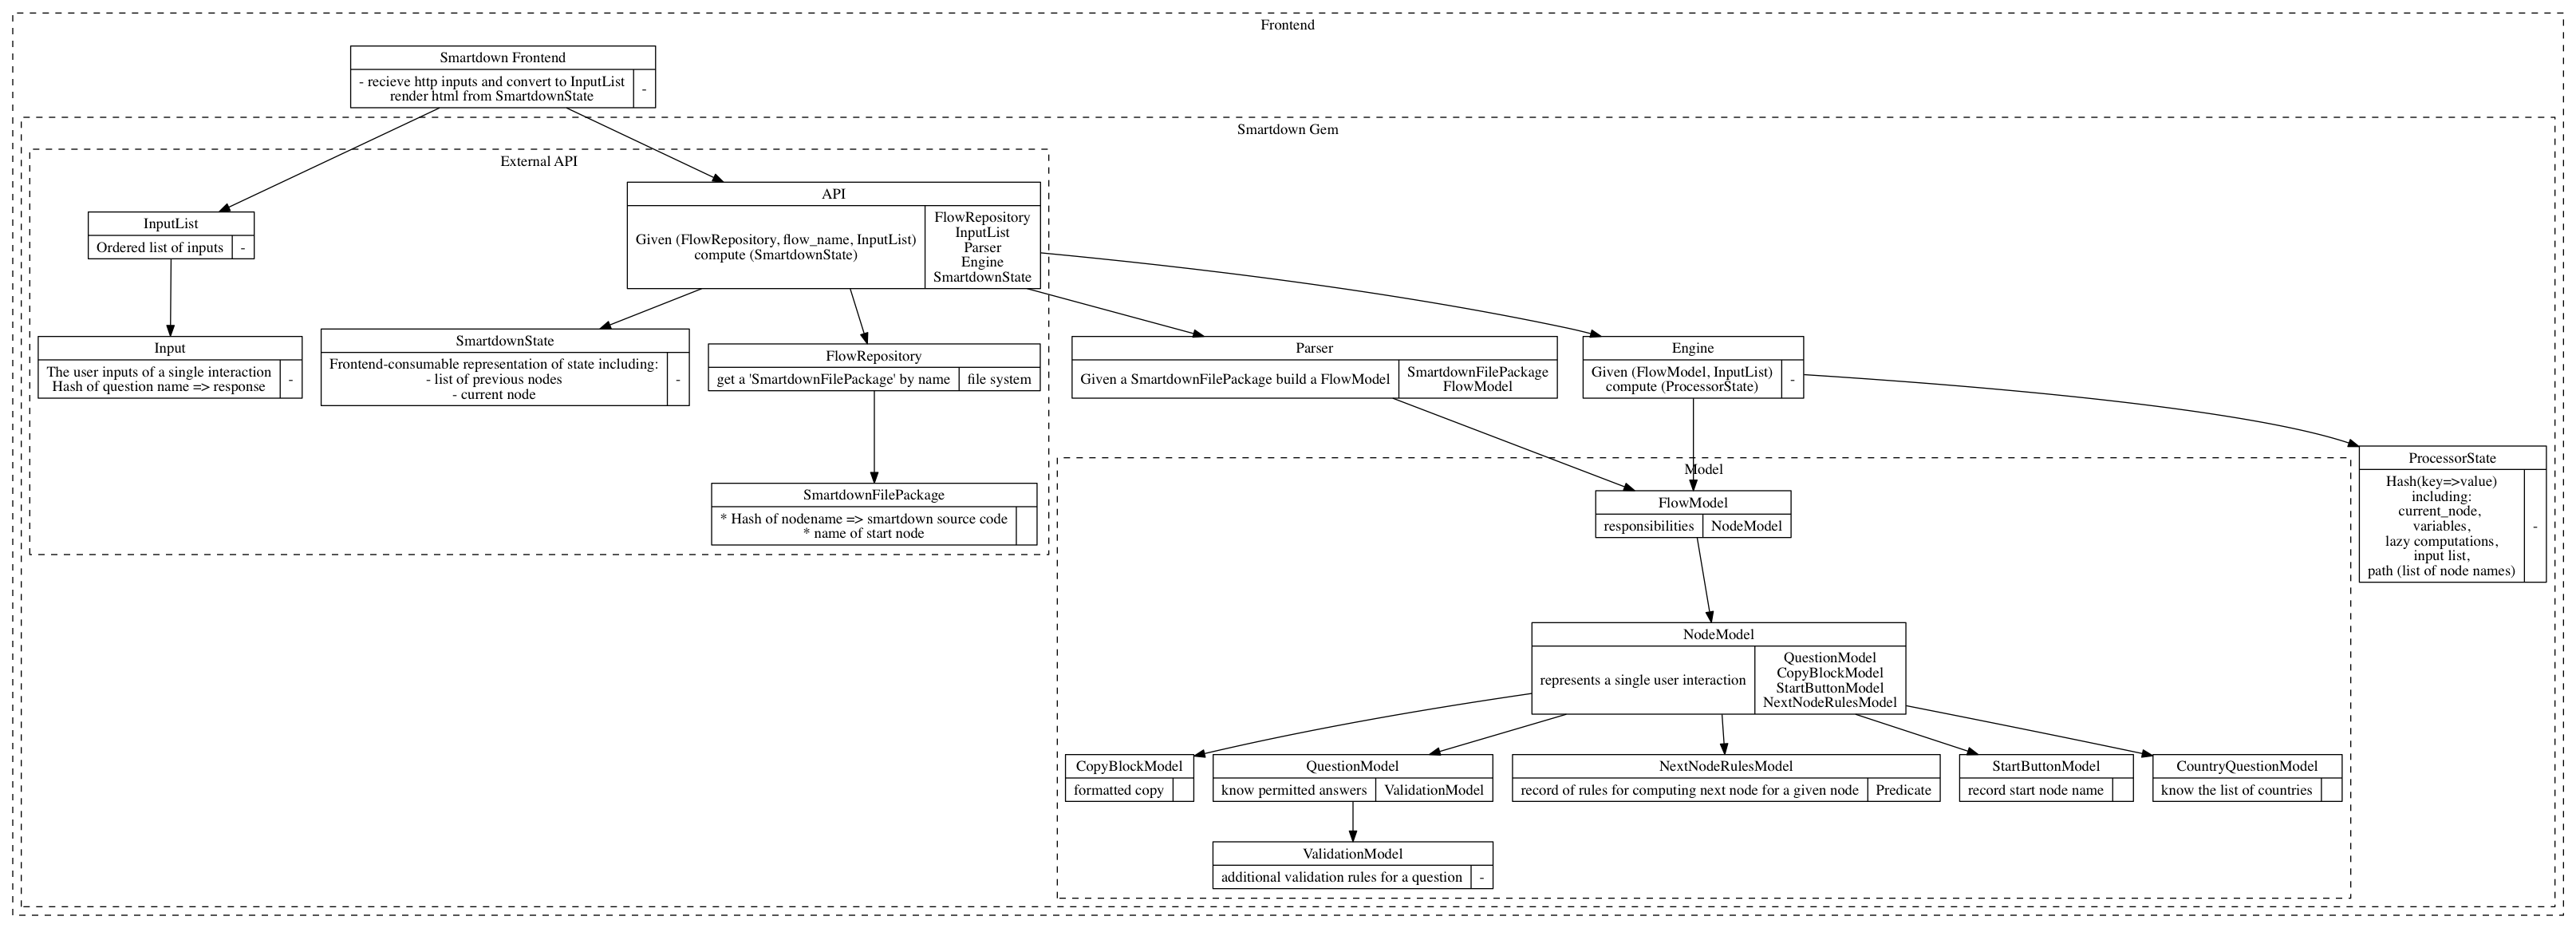 Frontend
Smartdown Frontend
- recieve http inputs and convert to InputList
render html from SmartdownState
-
Smartdown Gem
External API
API
Given (FlowRepository, flow_name, InputList)
compute (SmartdownState)
FlowRepository
InputList
Parser
Engine
SmartdownState
InputList
Ordered list of inputs
-
Input
The user inputs of a single interaction
Hash of question name => response
-
SmartdownState
Frontend-consumable representation of state including:
- list of previous nodes
- current node
-
FlowRepository
get a 'SmartdownFilePackage' by name
file system
Parser
Given a SmartdownFilePackage build a FlowModel
SmartdownFilePackage
FlowModel
Engine
Given (FlowModel, InputList)
compute (ProcessorState)
-
ProcessorState
Hash(key=>value)
including:
current_node,
variables,
lazy computations,
input list,
path (list of node names)
-
SmartdownFilePackage
* Hash of nodename => smartdown source code
* name of start node
Model
FlowModel
responsibilities
NodeModel
NodeModel
represents a single user interaction
QuestionModel
CopyBlockModel
StartButtonModel
NextNodeRulesModel
CopyBlockModel
formatted copy
QuestionModel
know permitted answers
ValidationModel
NextNodeRulesModel
record of rules for computing next node for a given node
Predicate
StartButtonModel
record start node name
CountryQuestionModel
know the list of countries
ValidationModel
additional validation rules for a question
-